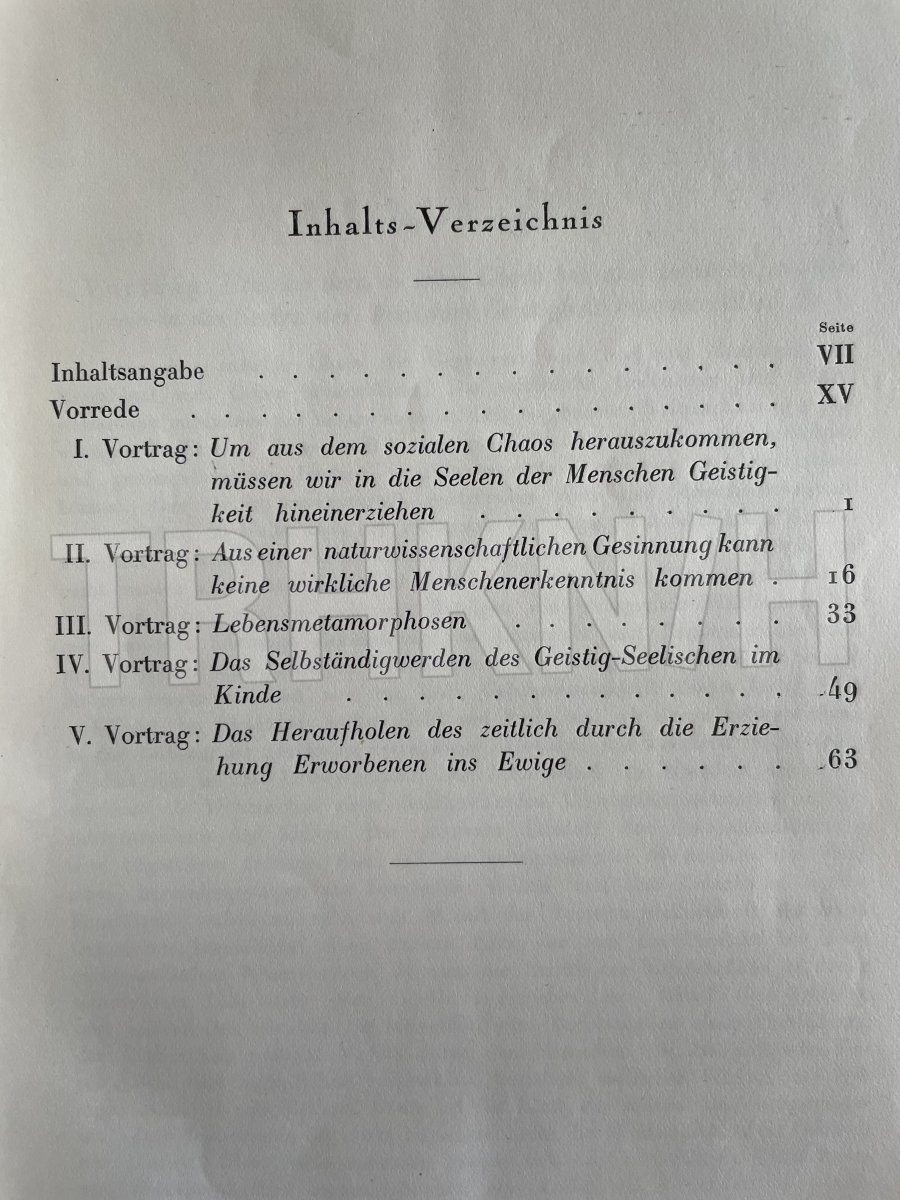 Inhalts-Verzeichnis
Seite
Inhaltsangabe . . . . . . . . . . . . . . . VII
Vorrede . . . . . . . . . . . . . . . . . XV
I. Vortrag: Um aus dem sozialen Chaos herauszukommen,
müssen wir in die Seelen der Menschen Geistig-
keit hineinerziehen . . . . . . . . . 1
II. Vortrag: Aus einer naturwissenschaftlichen Gesinnung kann
keine wirkliche Menschenerkenntnis kommen . 16
III. Vortrag: Lebensmetamorphosen . . . . . . . . 33
IV. Vortrag: Das Selbständigwerden des Geistig-Seelischen im
Kinde . . . . . . . . . . . . . 49
V. Vortrag: Das Heraufholen des zeitlich durch die Erzie-
hung Erworbenen ins Ewige . . . . . . 63
TRHKN/H